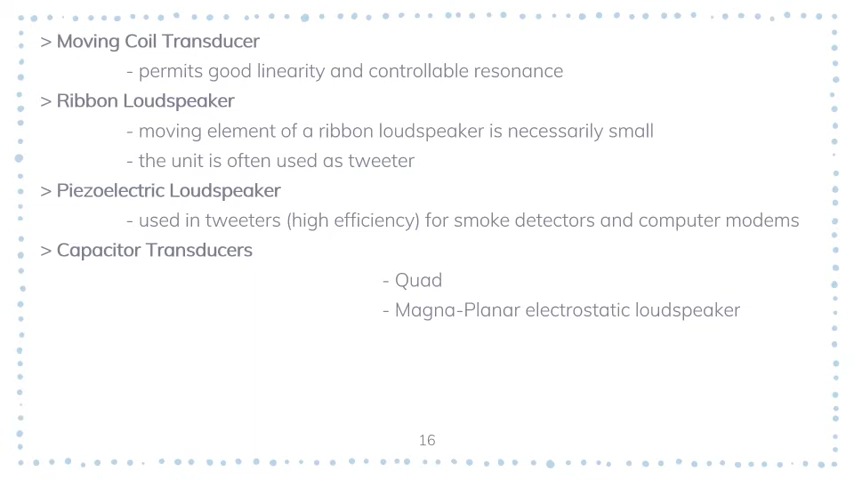 > Moving Coil Transducer
- permits good linearity and controllable resonance
> Ribbon Loudspeaker
- moving element of a ribbon loudspeaker is necessarily small
- the unit is often used as tweeter
> Piezoelectric Loudspeaker
- used in tweeters (high efficiency) for smoke detectors and computer modems
> Capacitor Transducers
- Quad
- Magna-Planar electrostatic loudspeaker
16